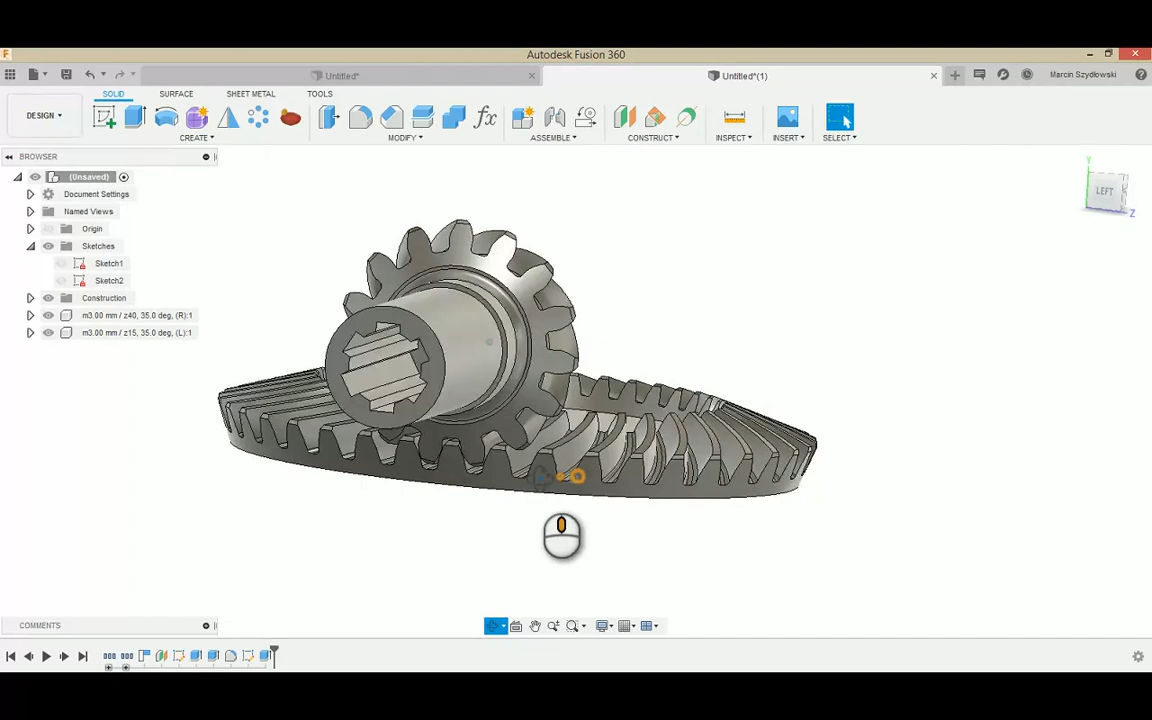 Autodesk Fusion 360
Untitled*
Untitled*(1)
Marcin Szydłowski
SOLID SURFACE SHEET METAL TOOLS
DESIGN
CREATE MODIFY ASSEMBLE CONSTRUCT INSPECT INSERT SELECT
BROWSER
(Unsaved)
Document Settings
Named Views
Origin
Sketches
Sketch1
Sketch2
Construction
m3.00 mm / z40, 35.0 deg, (R):1
m3.00 mm / z15, 35.0 deg, (L):1
Y
LEFT
Z
COMMENTS